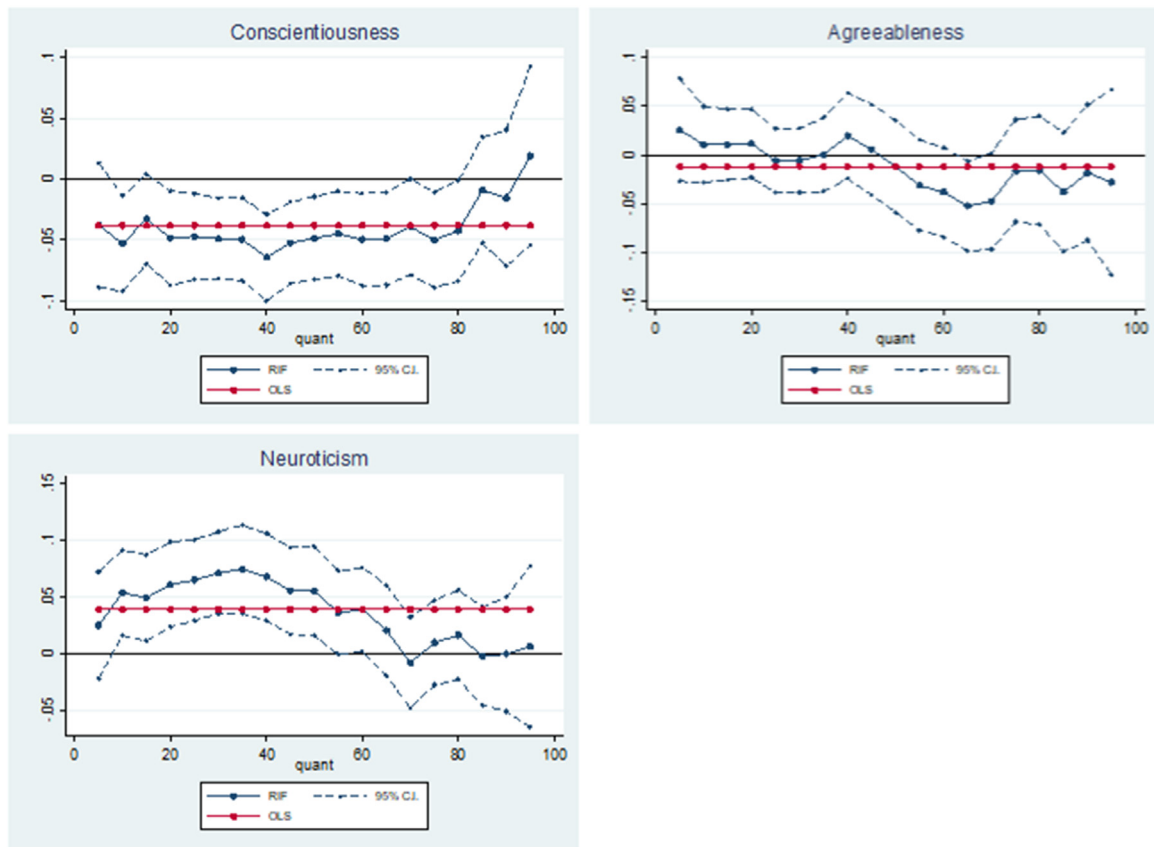 Conscientiousness
.1
.05
0
-.05
-.1
0 20 40 60 80 100
quant
RIF 95% C.I.
OLS
Agreeableness
.1
.05
0
-.05
-.1
-.15
0 20 40 60 80 100
quant
RIF 95% C.I.
OLS
Neuroticism
.15
.1
.05
0
-.05
0 20 40 60 80 100
quant
RIF 95% C.I.
OLS